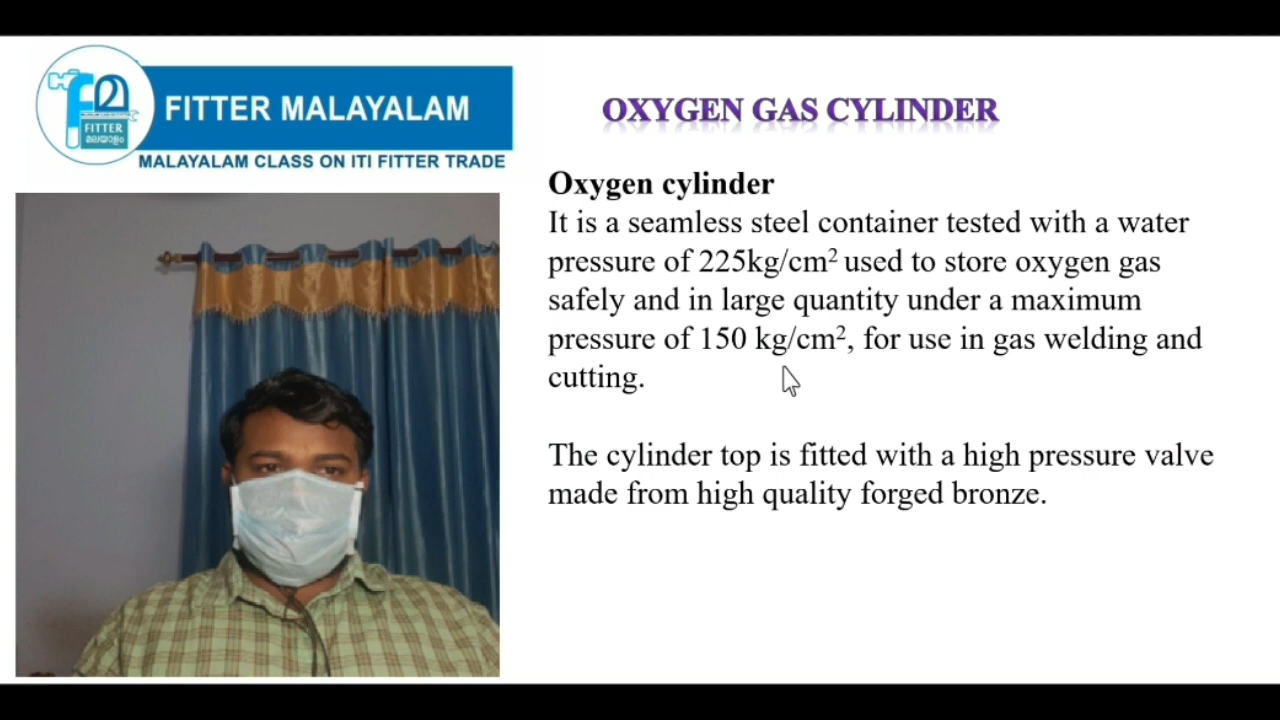 FITTER
മലയാളം
FITTER MALAYALAM
MALAYALAM CLASS ON ITI FITTER TRADE
OXYGEN GAS CYLINDER
Oxygen cylinder
It is a seamless steel container tested with a water
pressure of 225kg/cm² used to store oxygen gas
safely and in large quantity under a maximum
pressure of 150 kg/cm², for use in gas welding and
cutting.
The cylinder top is fitted with a high pressure valve
made from high quality forged bronze.